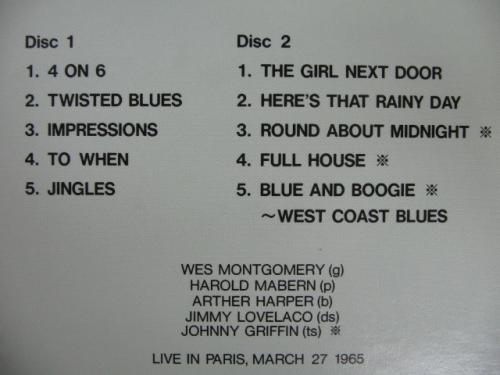 Disc 1
1. 4 ON 6
2. TWISTED BLUES
3. IMPRESSIONS
4. TO WHEN
5. JINGLES
Disc 2
1. THE GIRL NEXT DOOR
2. HERE'S THAT RAINY DAY
3. ROUND ABOUT MIDNIGHT ※
4. FULL HOUSE ※
5. BLUE AND BOOGIE ※
～WEST COAST BLUES
WES MONTGOMERY (g)
HAROLD MABERN (p)
ARTHER HARPER (b)
JIMMY LOVELACO (ds)
JOHNNY GRIFFIN (ts) ※
LIVE IN PARIS, MARCH 27 1965